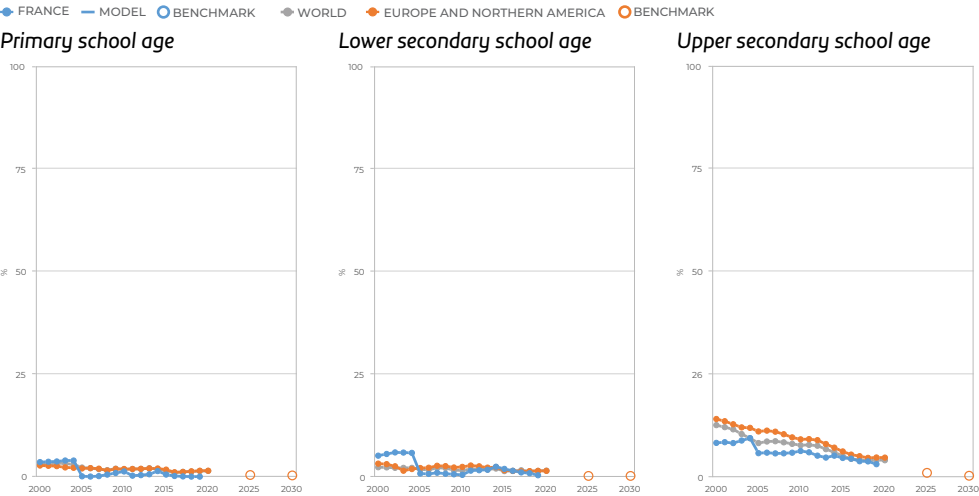 FRANCE MODEL BENCHMARK WORLD EUROPE AND NORTHERN AMERICA BENCHMARK
Primary school age
100
75
% 50
25
0
2000 2005 2010 2015 2020 2025 2030
Lower secondary school age
100
75
% 50
25
0
2000 2005 2010 2015 2020 2025 2030
Upper secondary school age
100
75
% 50
26
0
2000 2005 2010 2015 2020 2025 2030